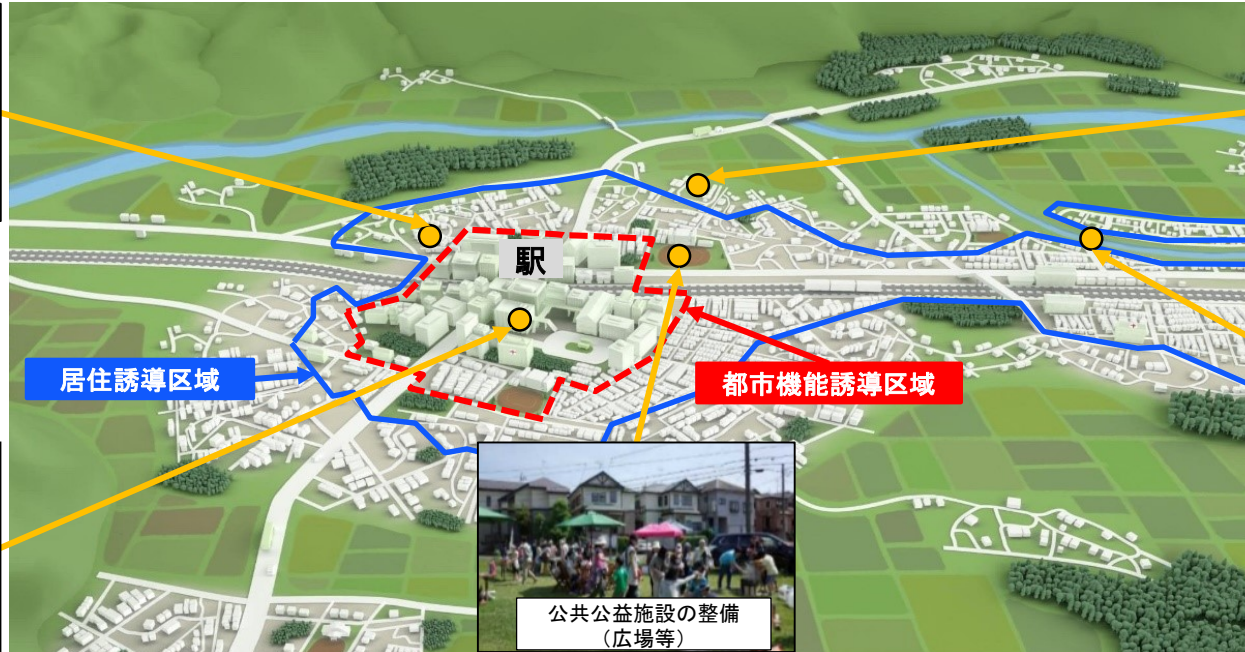 駅
居住誘導区域
都市機能誘導区域
公共公益施設の整備
（広場等）